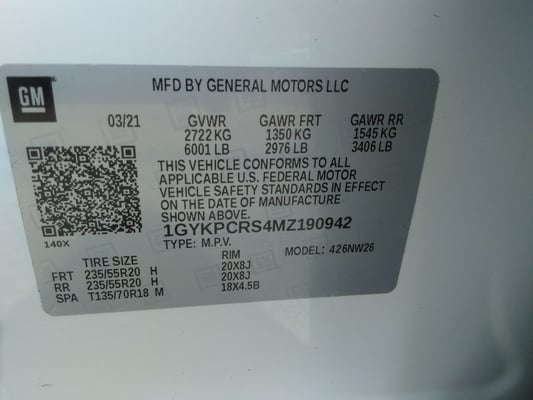 GM
MFD BY GENERAL MOTORS LLC
03/21 GVWR GAWR FRT GAWR RR
2722 KG 1350 KG 1545 KG
6001 LB 2976 LB 3406 LB
THIS VEHICLE CONFORMS TO ALL
APPLICABLE U.S. FEDERAL MOTOR
VEHICLE SAFETY STANDARDS IN EFFECT
ON THE DATE OF MANUFACTURE
SHOWN ABOVE.
1GYKPCRS4MZ190942
140X
TYPE: M.P.V. MODEL: 426NW26
TIRE SIZE RIM
FRT 235/55R20 H 20X8J
RR 235/55R20 H 20X8J
SPA T135/70R18 M 18X4.5B